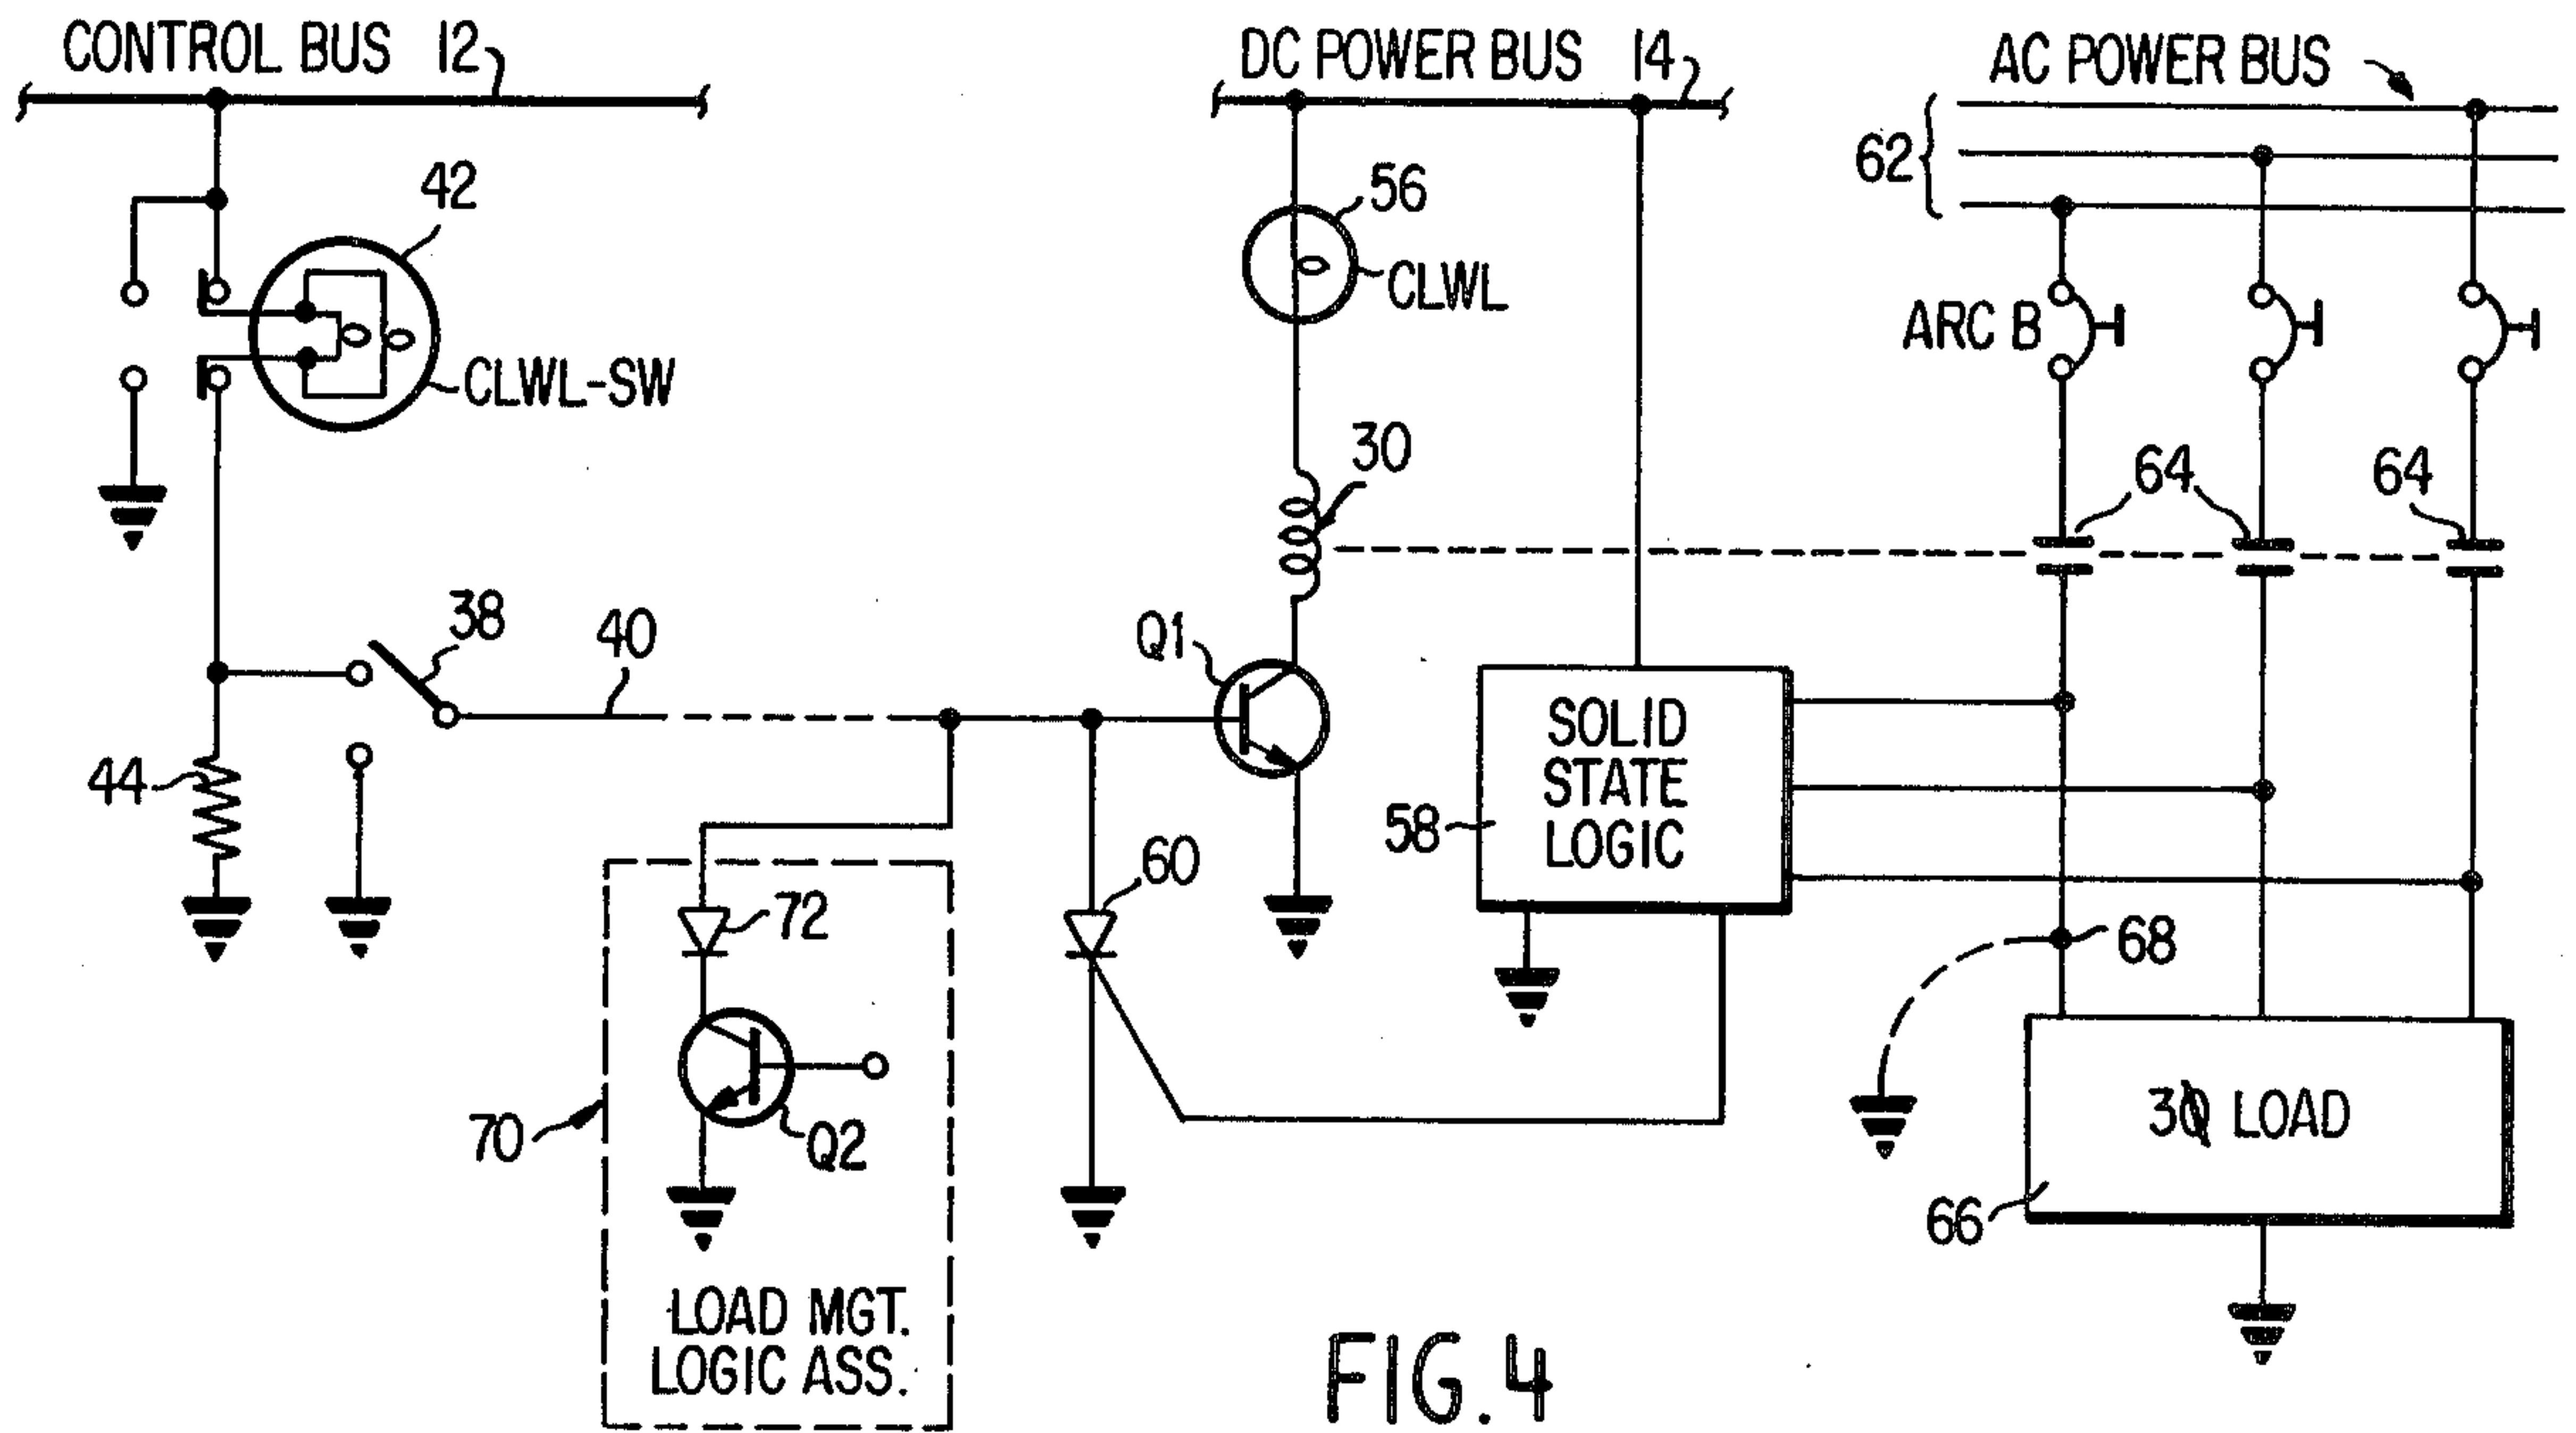 CONTROL BUS 12
DC POWER BUS 14
AC POWER BUS
62
42
56
CLWL
ARC B
CLWL-SW
30
64
64
38
40
Q1
44
SOLID
STATE
LOGIC
58
60
72
68
70
Q2
3Φ LOAD
66
LOAD MGT.
LOGIC ASS.
FIG. 4